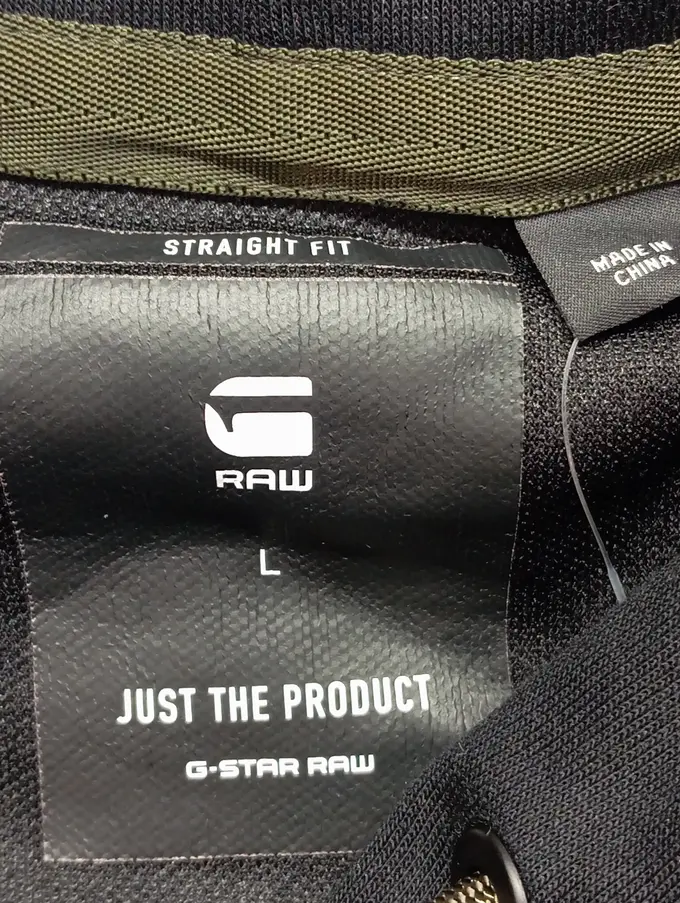 STRAIGHT FIT
MADE IN
CHINA
G
RAW
L
JUST THE PRODUCT
G-STAR RAW